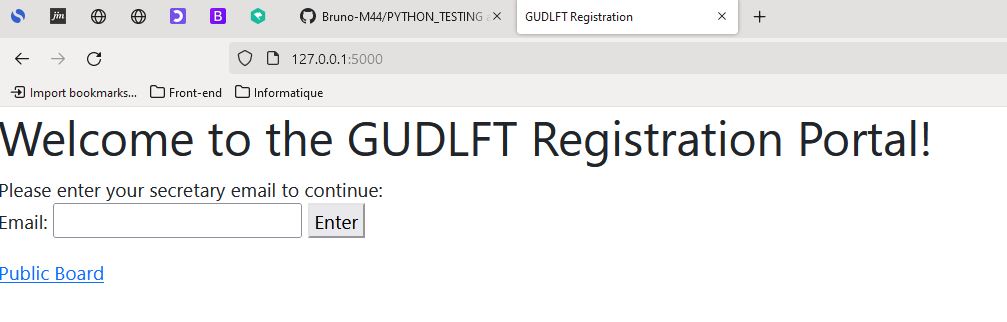 jm
Bruno-M44/PYTHON_TESTING
GUDLFT Registration
127.0.0.1:5000
Import bookmarks...
Front-end
Informatique
Welcome to the GUDLFT Registration Portal!
Please enter your secretary email to continue:
Email:
Enter
Public Board